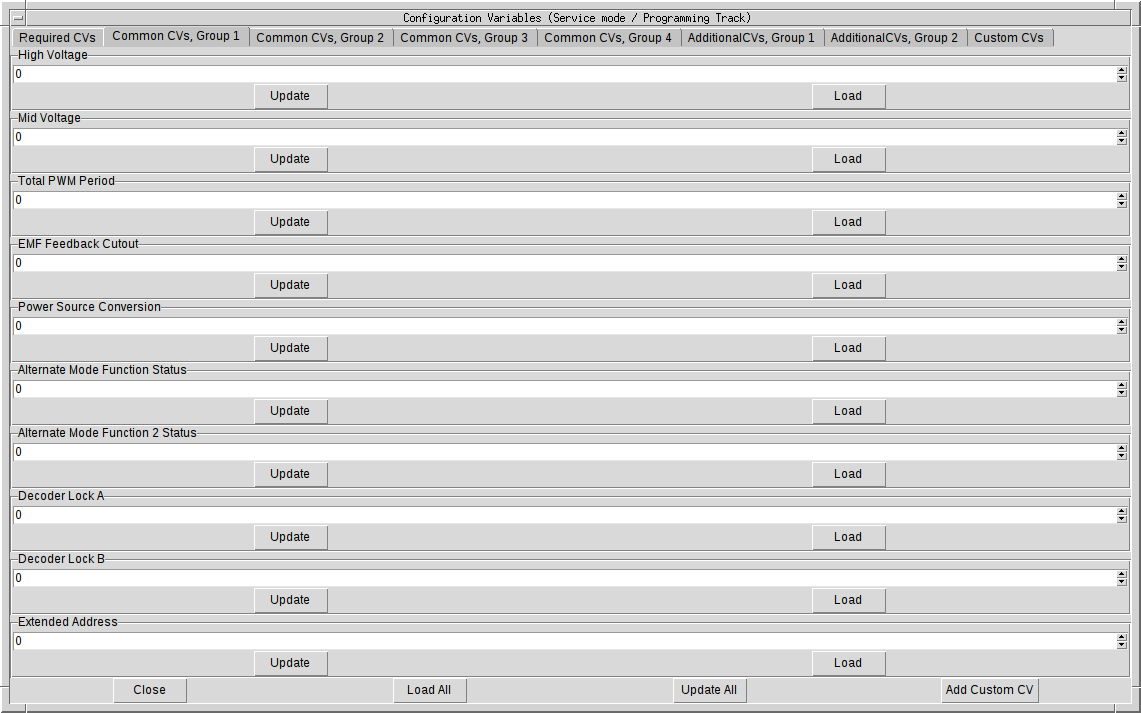 Configuration Variables (Service mode / Programming Track)
Required CVs Common CVs, Group 1 Common CVs, Group 2 Common CVs, Group 3 Common CVs, Group 4 AdditionalCVs, Group 1 AdditionalCVs, Group 2 Custom CVs
High Voltage
0
Update Load
Mid Voltage
0
Update Load
Total PWM Period
0
Update Load
EMF Feedback Cutout
0
Update Load
Power Source Conversion
0
Update Load
Alternate Mode Function Status
0
Update Load
Alternate Mode Function 2 Status
0
Update Load
Decoder Lock A
0
Update Load
Decoder Lock B
0
Update Load
Extended Address
0
Update Load
Close Load All Update All Add Custom CV